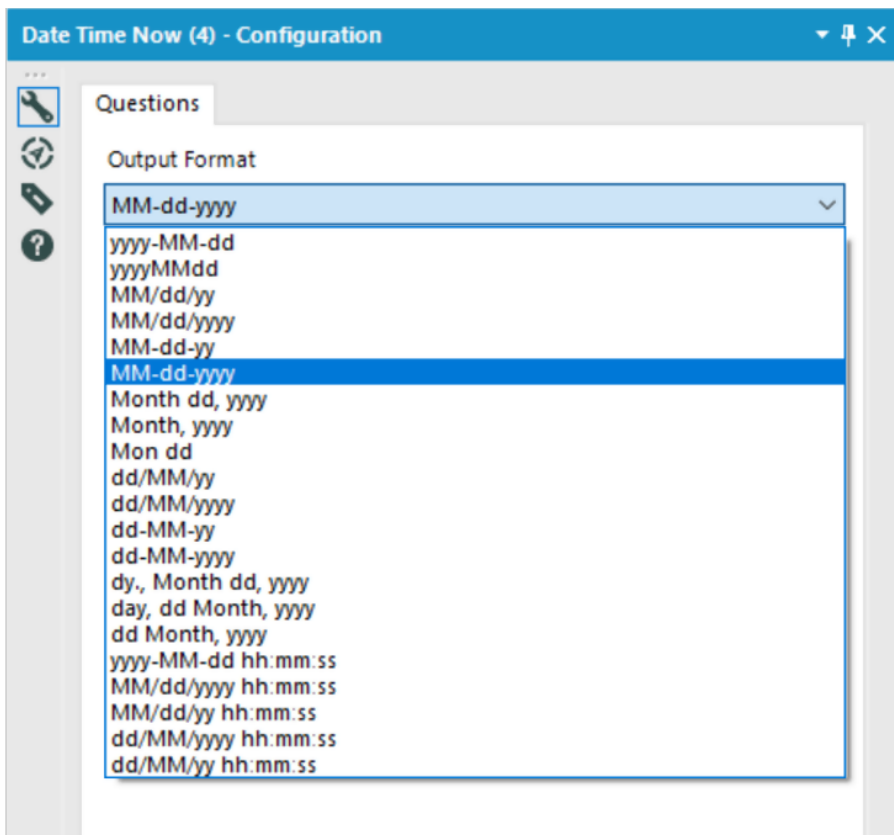 Date Time Now (4) - Configuration
Questions
Output Format
MM-dd-yyyy
yyyy-MM-dd
yyyyMMdd
MM/dd/yy
MM/dd/yyyy
MM-dd-yy
MM-dd-yyyy
Month dd, yyyy
Month, yyyy
Mon dd
dd/MM/yy
dd/MM/yyyy
dd-MM-yy
dd-MM-yyyy
dy., Month dd, yyyy
day, dd Month, yyyy
dd Month, yyyy
yyyy-MM-dd hh:mm:ss
MM/dd/yyyy hh:mm:ss
MM/dd/yy hh:mm:ss
dd/MM/yyyy hh:mm:ss
dd/MM/yy hh:mm:ss